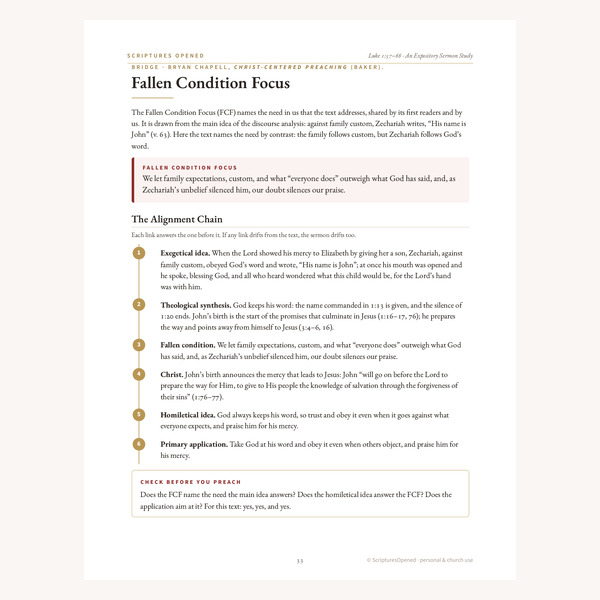 SCRIPTURES OPENED
Luke 1:57–66 · An Expository Sermon Study
BRIDGE · BRYAN CHAPELL, CHRIST-CENTERED PREACHING (BAKER).
Fallen Condition Focus
The Fallen Condition Focus (FCF) names the need in us that the text addresses, shared by its first readers and by
us. It is drawn from the main idea of the discourse analysis: against family custom, Zechariah writes, “His name is
John” (v. 63). Here the text names the need by contrast: the family follows custom, but Zechariah follows God’s
word.
FALLEN CONDITION FOCUS
We let family expectations, custom, and what “everyone does” outweigh what God has said, and, as
Zechariah’s unbelief silenced him, our doubt silences our praise.
The Alignment Chain
Each link answers the one before it. If any link drifts from the text, the sermon drifts too.
1 Exegetical idea. When the Lord showed his mercy to Elizabeth by giving her a son, Zechariah, against
family custom, obeyed God’s word and wrote, “His name is John”; at once his mouth was opened and
he spoke, blessing God, and all who heard wondered what this child would be, for the Lord’s hand
was with him.
2 Theological synthesis. God keeps his word: the name commanded in 1:13 is given, and the silence of
1:20 ends. John’s birth is the start of the promises that culminate in Jesus (1:16–17, 76); he prepares
the way and points away from himself to Jesus (3:4–6, 16).
3 Fallen condition. We let family expectations, custom, and what “everyone does” outweigh what God
has said, and, as Zechariah’s unbelief silenced him, our doubt silences our praise.
4 Christ. John’s birth announces the mercy that leads to Jesus: John “will go on before the Lord to
prepare the way for Him, to give to His people the knowledge of salvation through the forgiveness of
their sins” (1:76–77).
5 Homiletical idea. God always keeps his word, so trust and obey it even when it goes against what
everyone expects, and praise him for his mercy.
6 Primary application. Take God at his word and obey it even when others object, and praise him for
his mercy.
CHECK BEFORE YOU PREACH
Does the FCF name the need the main idea answers? Does the homiletical idea answer the FCF? Does the
application aim at it? For this text: yes, yes, and yes.
33
© ScripturesOpened · personal & church use